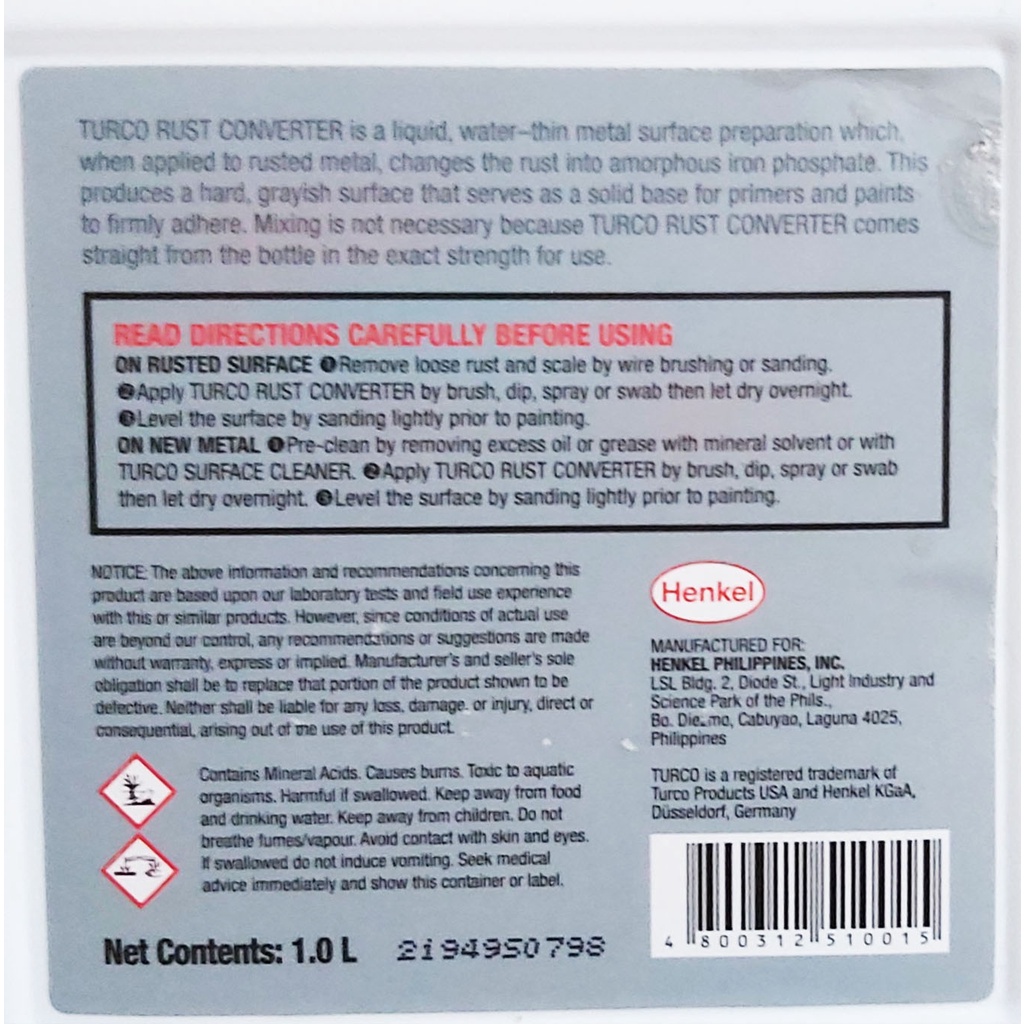 TURCO RUST CONVERTER is a liquid, water-thin metal surface preparation which,
when applied to rusted metal, changes the rust into amorphous iron phosphate. This
produces a hard, grayish surface that serves as a solid base for primers and paints
to firmly adhere. Mixing is not necessary because TURCO RUST CONVERTER comes
straight from the bottle in the exact strength for use.
READ DIRECTIONS CAREFULLY BEFORE USING
ON RUSTED SURFACE ❶Remove loose rust and scale by wire brushing or sanding.
❷Apply TURCO RUST CONVERTER by brush, dip, spray or swab then let dry overnight.
❸Level the surface by sanding lightly prior to painting.
ON NEW METAL ❶Pre-clean by removing excess oil or grease with mineral solvent or with
TURCO SURFACE CLEANER. ❷Apply TURCO RUST CONVERTER by brush, dip, spray or swab
then let dry overnight. ❸Level the surface by sanding lightly prior to painting.
NOTICE: The above information and recommendations concerning this
product are based upon our laboratory tests and field use experience
with this or similar products. However, since conditions of actual use
are beyond our control, any recommendations or suggestions are made
without warranty, express or implied. Manufacturer's and seller's sole
obligation shall be to replace that portion of the product shown to be
defective. Neither shall be liable for any loss, damage. or injury, direct or
consequential, arising out of the use of this product.
Contains Mineral Acids. Causes burns. Toxic to aquatic
organisms. Harmful if swallowed. Keep away from food
and drinking water. Keep away from children. Do not
breathe fumes/vapour. Avoid contact with skin and eyes.
If swallowed do not induce vomiting. Seek medical
advice immediately and show this container or label.
Net Contents: 1.0 L
2i94950798
Henkel
MANUFACTURED FOR:
HENKEL PHILIPPINES, INC.
LSL Bldg. 2, Diode St., Light Industry and
Science Park of the Phils.,
Bo. Cabuyao, Laguna 4025,
Philippines
TURCO is a registered trademark of
Turco Products USA and Henkel KGaA,
Düsseldorf, Germany
4 800312 510015